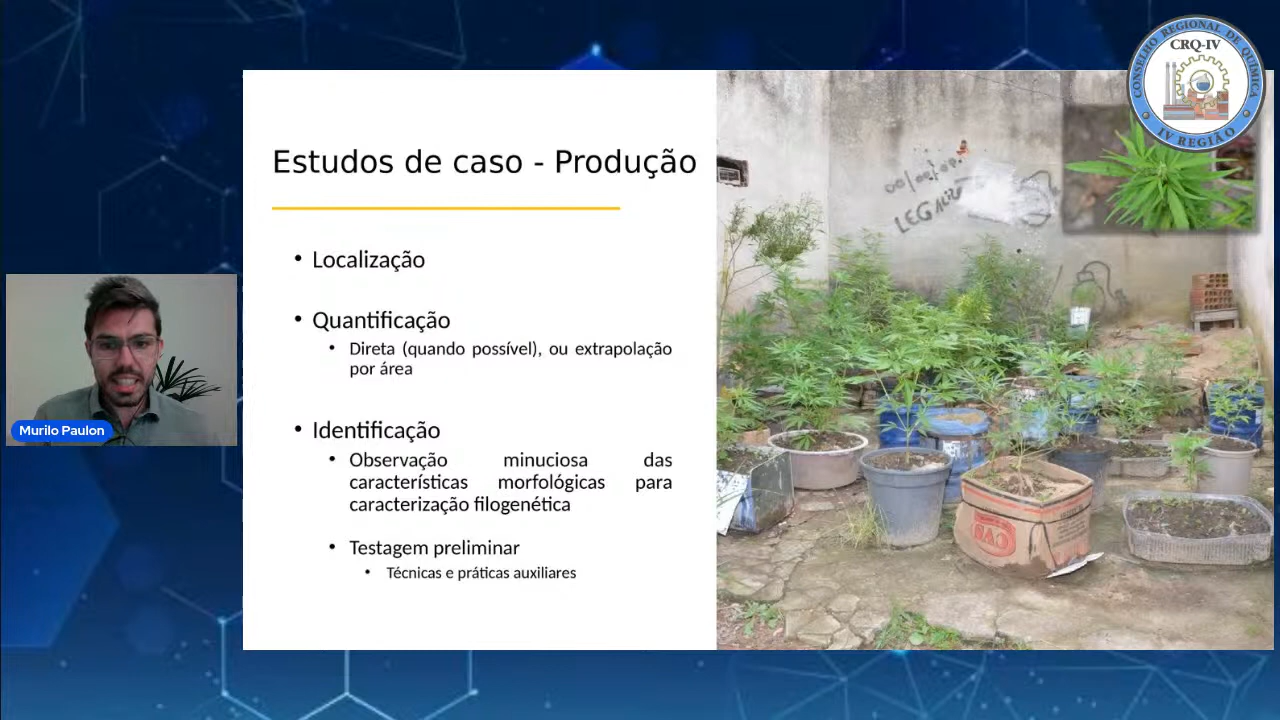 CONSELHO REGIONAL DE QUÍMICA
CRQ-IV
IV REGIÃO
Estudos de caso - Produção
• Localização
• Quantificação
• Direta (quando possível), ou extrapolação
por área
• Identificação
• Observação minuciosa das
características morfológicas para
caracterização filogenética
• Testagem preliminar
• Técnicas e práticas auxiliares
Murilo Paulon